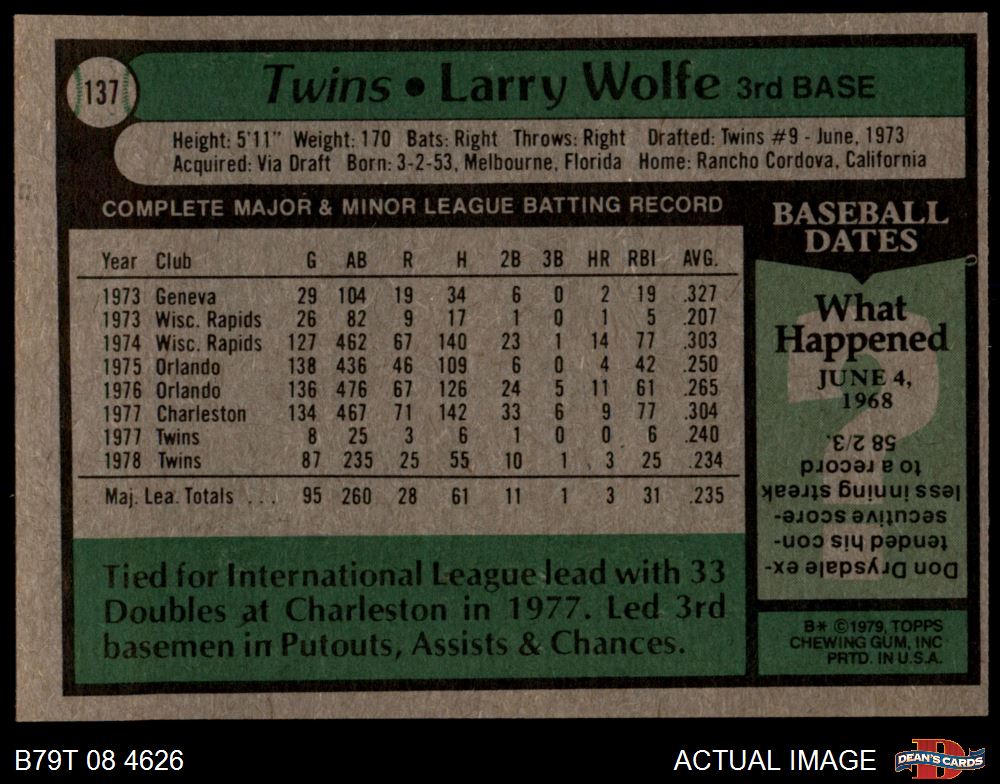 137
Twins • Larry Wolfe 3rd BASE
Height: 5'11" Weight: 170 Bats: Right Throws: Right Drafted: Twins #9 - June, 1973
Acquired: Via Draft Born: 3-2-53, Melbourne, Florida Home: Rancho Cordova, California
COMPLETE MAJOR & MINOR LEAGUE BATTING RECORD
Year Club G AB R H 2B 3B HR RBI AVG.
1973 Geneva 29 104 19 34 6 0 2 19 .327
1973 Wisc. Rapids 26 82 9 17 1 0 1 5 .207
1974 Wisc. Rapids 127 462 67 140 23 1 14 77 .303
1975 Orlando 138 436 46 109 6 0 4 42 .250
1976 Orlando 136 476 67 126 24 5 11 61 .265
1977 Charleston 134 467 71 142 33 6 9 77 .304
1977 Twins 8 25 3 6 1 0 0 6 .240
1978 Twins 87 235 25 55 10 1 3 25 .234
Maj. Lea. Totals . . . 95 260 28 61 11 1 3 31 .235
Tied for International League lead with 33
Doubles at Charleston in 1977. Led 3rd
basemen in Putouts, Assists & Chances.
BASEBALL
DATES
What
Happened
JUNE 4,
1968
Don Drysdale ex-
tended his con-
secutive score-
less inning streak
to a record
58 2/3.
B* ©1979, TOPPS
CHEWING GUM, INC
PRTD. IN U.S.A.
B79T 08 4626
ACTUAL IMAGE
DEAN'S CARDS